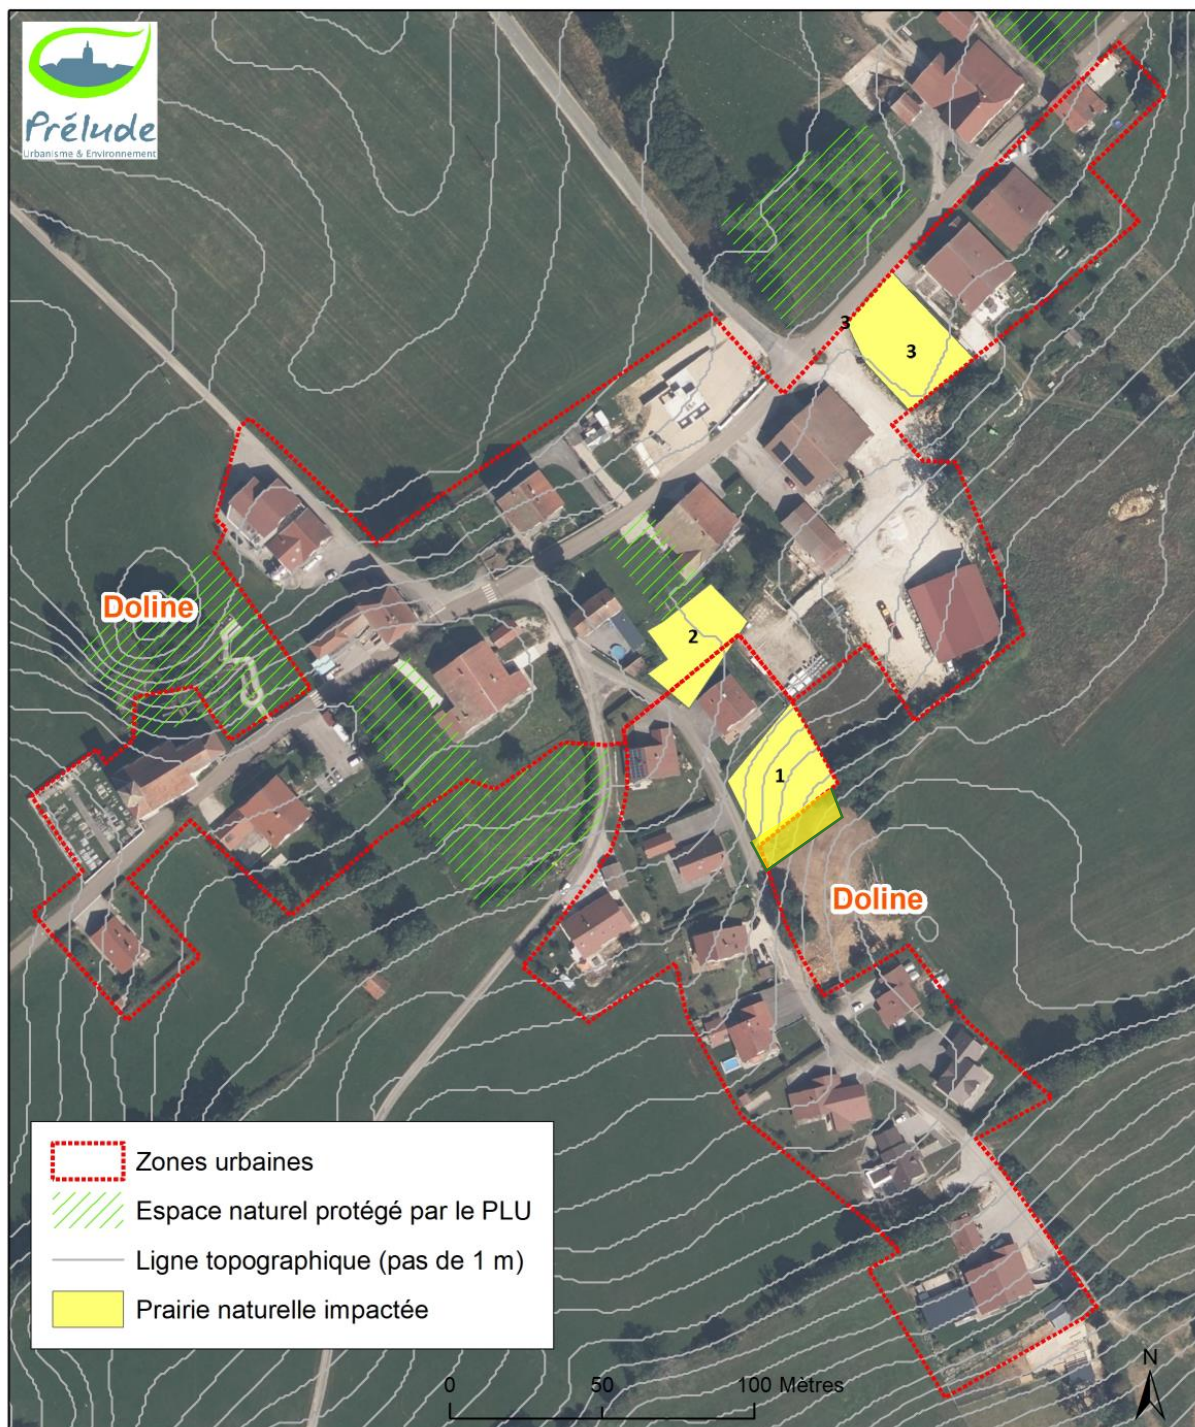 Prélude
Urbanisme & Environnement
3
3
Doline
2
1
Doline
Zones urbaines
Espace naturel protégé par le PLU
Ligne topographique (pas de 1 m)
Prairie naturelle impactée
0 50 100 Mètres
N